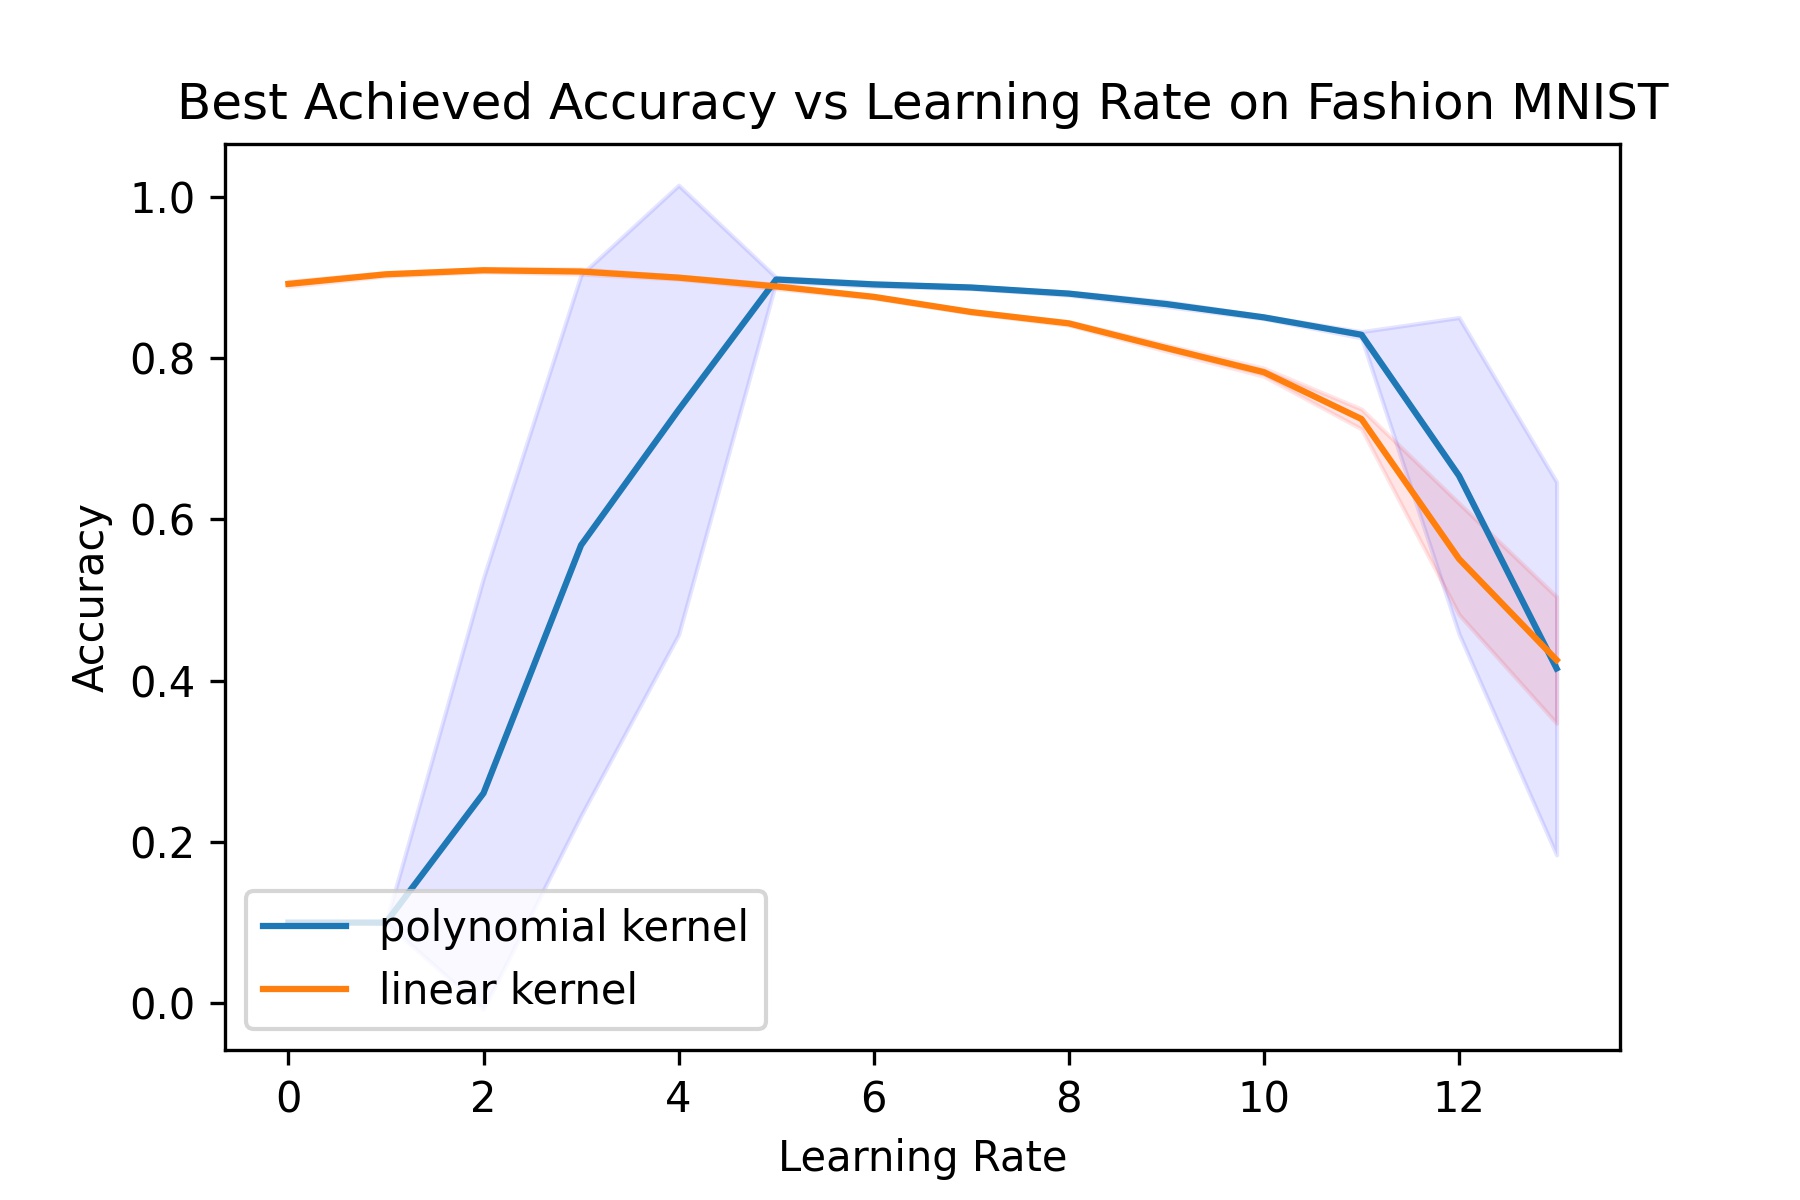 Best Achieved Accuracy vs Learning Rate on Fashion MNIST
1.0
0.8
0.6
0.4
0.2
0.0
Accuracy
polynomial kernel
linear kernel
0 2 4 6 8 10 12
Learning Rate